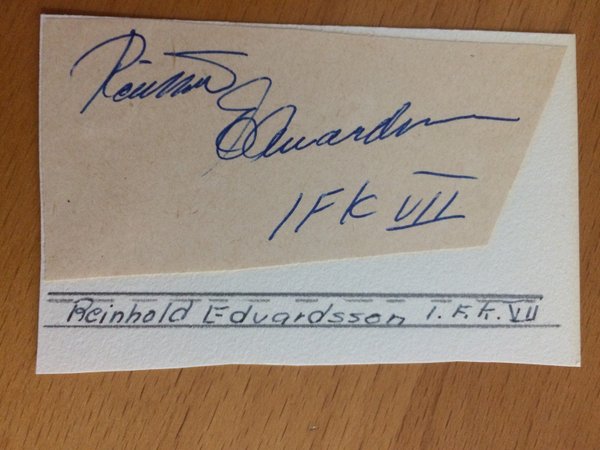 Reinhold
Eduardsson
IFK VII
Reinhold Eduardsson I.F.K. VII